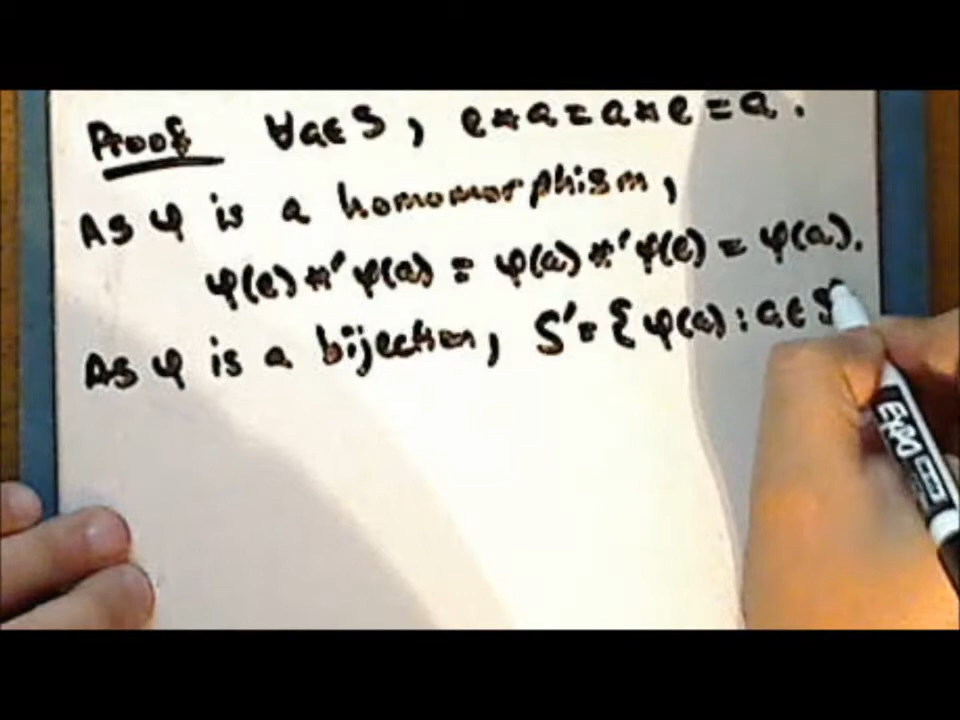 Proof ∀a∈S, e*a=a*e=a.
As φ is a homomorphism,
φ(e)*'φ(a) = φ(a)*'φ(e) = φ(a).
As φ is a bijection, S'={φ(a):a∈S
EXPO